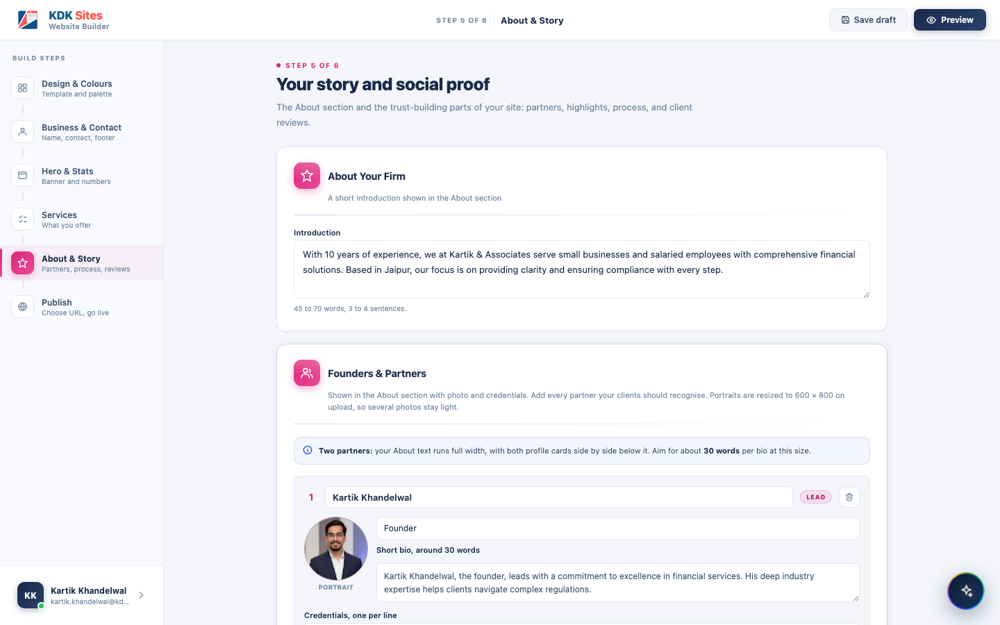 KDK Sites
Website Builder
STEP 5 OF 6
About & Story
Save draft
Preview
BUILD STEPS
Design & Colours
Template and palette
Business & Contact
Name, contact, footer
Hero & Stats
Banner and numbers
Services
What you offer
About & Story
Partners, process, reviews
Publish
Choose URL, go live
KK
Kartik Khandelwal
kartik.khandelwal@kd...
STEP 5 OF 6
Your story and social proof
The About section and the trust-building parts of your site: partners, highlights, process, and client
reviews.
About Your Firm
A short introduction shown in the About section
Introduction
With 10 years of experience, we at Kartik & Associates serve small businesses and salaried employees with comprehensive financial
solutions. Based in Jaipur, our focus is on providing clarity and ensuring compliance with every step.
45 to 70 words, 3 to 4 sentences.
Founders & Partners
Shown in the About section with photo and credentials. Add every partner your clients should recognise. Portraits are resized to 600 × 800 on
upload, so several photos stay light.
Two partners: your About text runs full width, with both profile cards side by side below it. Aim for about 30 words per bio at this size.
1
Kartik Khandelwal
LEAD
Founder
Short bio, around 30 words
Kartik Khandelwal, the founder, leads with a commitment to excellence in financial services. His deep industry
expertise helps clients navigate complex regulations.
PORTRAIT
Credentials, one per line